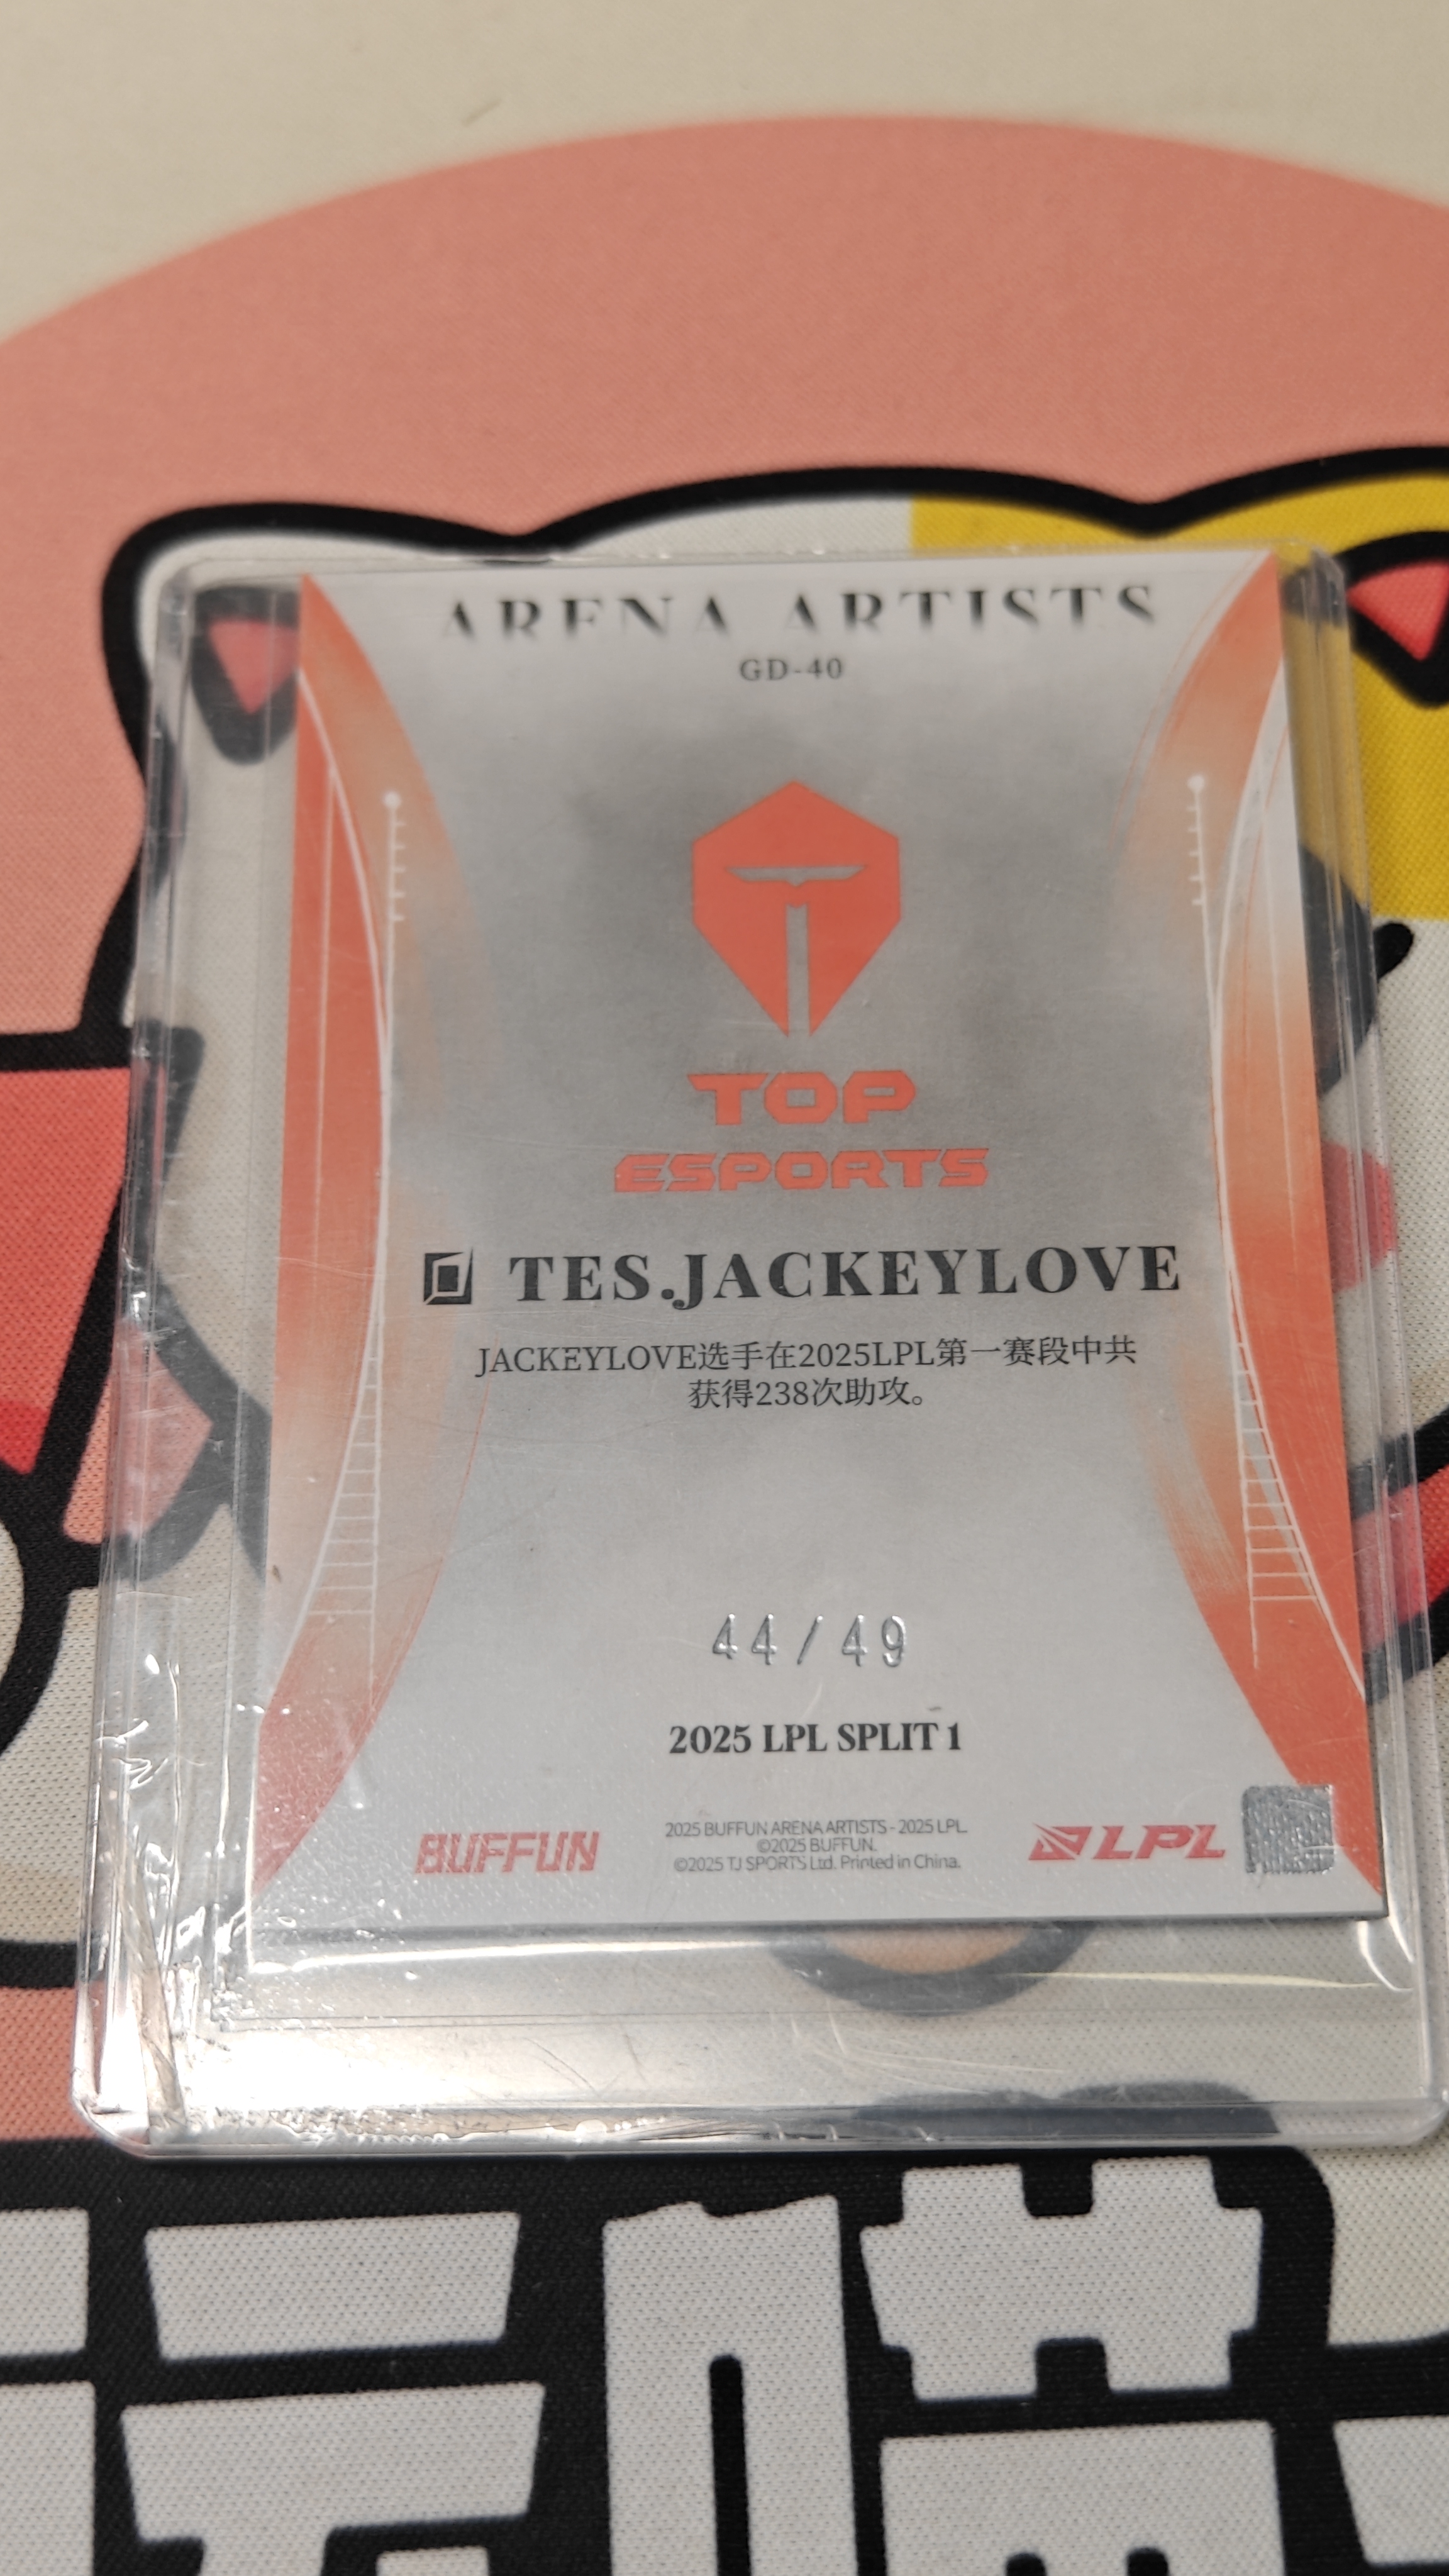 ARENA ARTISTS
GD-40
TOP
ESPORTS
TES.JACKEYLOVE
JACKEYLOVE选手在2025LPL第一赛段中共
获得238次助攻。
44/49
2025 LPL SPLIT 1
BUFFUN
2025 BUFFUN ARENA ARTISTS - 2025 LPL.
©2025 BUFFUN.
©2025 TJ SPORTS Ltd. Printed in China.
LPL